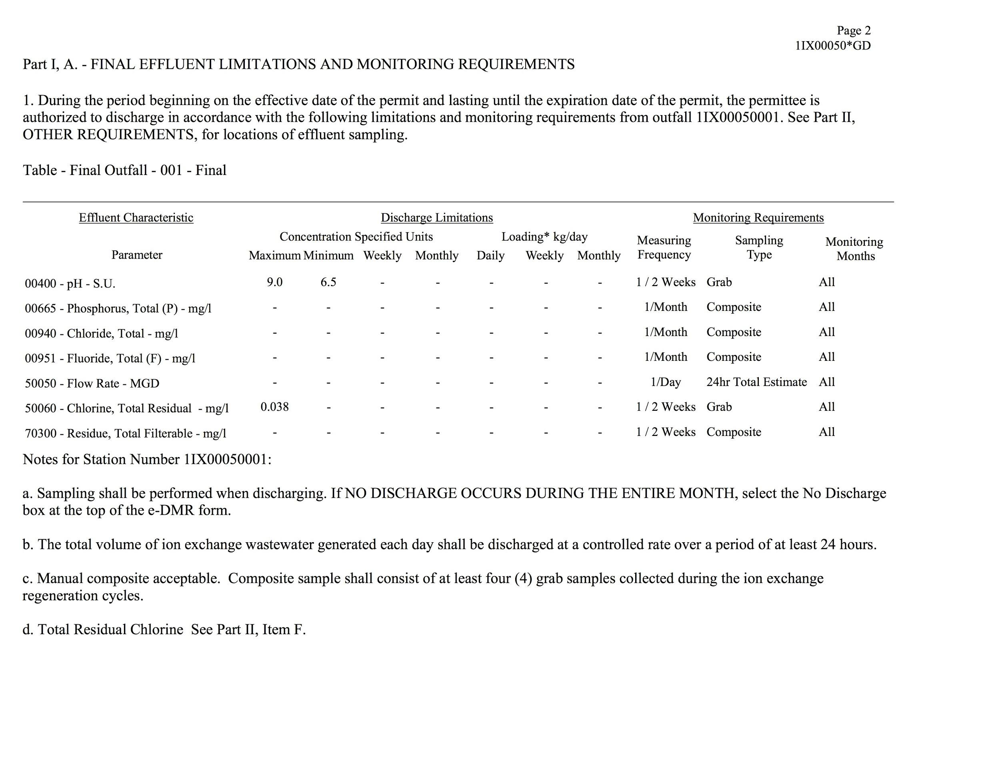 Page 2
1IX00050*GD
Part I, A. - FINAL EFFLUENT LIMITATIONS AND MONITORING REQUIREMENTS
1. During the period beginning on the effective date of the permit and lasting until the expiration date of the permit, the permittee is
authorized to discharge in accordance with the following limitations and monitoring requirements from outfall 1IX00050001. See Part II,
OTHER REQUIREMENTS, for locations of effluent sampling.
Table - Final Outfall - 001 - Final
Effluent Characteristic Discharge Limitations Monitoring Requirements
Concentration Specified Units Loading* kg/day Measuring Sampling Monitoring
Parameter Maximum Minimum Weekly Monthly Daily Weekly Monthly Frequency Type Months
00400 - pH - S.U. 9.0 6.5 - - - - - 1 / 2 Weeks Grab All
00665 - Phosphorus, Total (P) - mg/l - - - - - - - 1/Month Composite All
00940 - Chloride, Total - mg/l - - - - - - - 1/Month Composite All
00951 - Fluoride, Total (F) - mg/l - - - - - - - 1/Month Composite All
50050 - Flow Rate - MGD - - - - - - - 1/Day 24hr Total Estimate All
50060 - Chlorine, Total Residual  - mg/l 0.038 - - - - - - 1 / 2 Weeks Grab All
70300 - Residue, Total Filterable - mg/l - - - - - - - 1 / 2 Weeks Composite All
Notes for Station Number 1IX00050001:
a. Sampling shall be performed when discharging. If NO DISCHARGE OCCURS DURING THE ENTIRE MONTH, select the No Discharge
box at the top of the e-DMR form.
b. The total volume of ion exchange wastewater generated each day shall be discharged at a controlled rate over a period of at least 24 hours.
c. Manual composite acceptable.  Composite sample shall consist of at least four (4) grab samples collected during the ion exchange
regeneration cycles.
d. Total Residual Chlorine  See Part II, Item F.